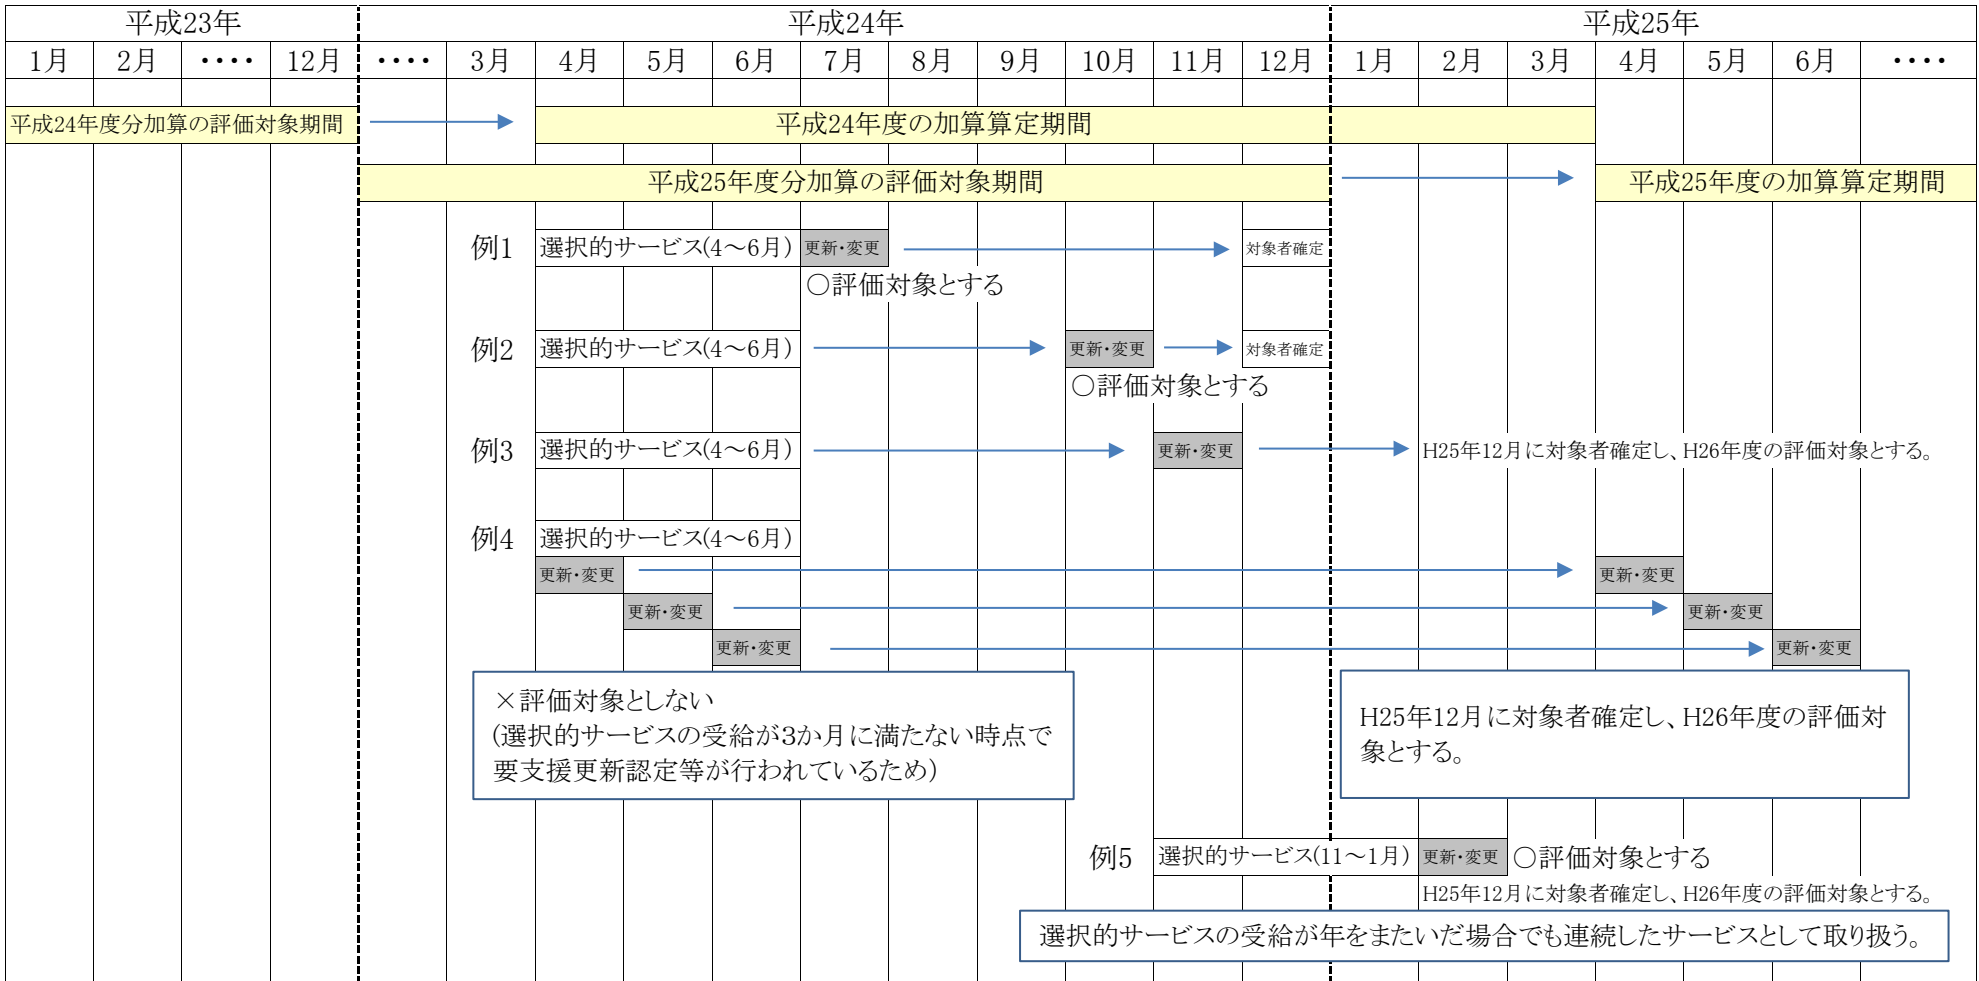 平成23年 平成24年 平成25年
1月 2月 ・・・・ 12月 ・・・・ 3月 4月 5月 6月 7月 8月 9月 10月 11月 12月 1月 2月 3月 4月 5月 6月 ・・・・
平成24年度分加算の評価対象期間 平成24年度の加算算定期間
平成25年度分加算の評価対象期間 平成25年度の加算算定期間
例1 選択的サービス(4～6月) 更新・変更 対象者確定
○評価対象とする
例2 選択的サービス(4～6月) 更新・変更 対象者確定
○評価対象とする
例3 選択的サービス(4～6月) 更新・変更 H25年12月に対象者確定し、H26年度の評価対象とする。
例4 選択的サービス(4～6月)
更新・変更 更新・変更
更新・変更 更新・変更
更新・変更 更新・変更
×評価対象としない
(選択的サービスの受給が3か月に満たない時点で
要支援更新認定等が行われているため)
H25年12月に対象者確定し、H26年度の評価対
象とする。
例5 選択的サービス(11～1月) 更新・変更 ○評価対象とする
H25年12月に対象者確定し、H26年度の評価対象とする。
選択的サービスの受給が年をまたいだ場合でも連続したサービスとして取り扱う。